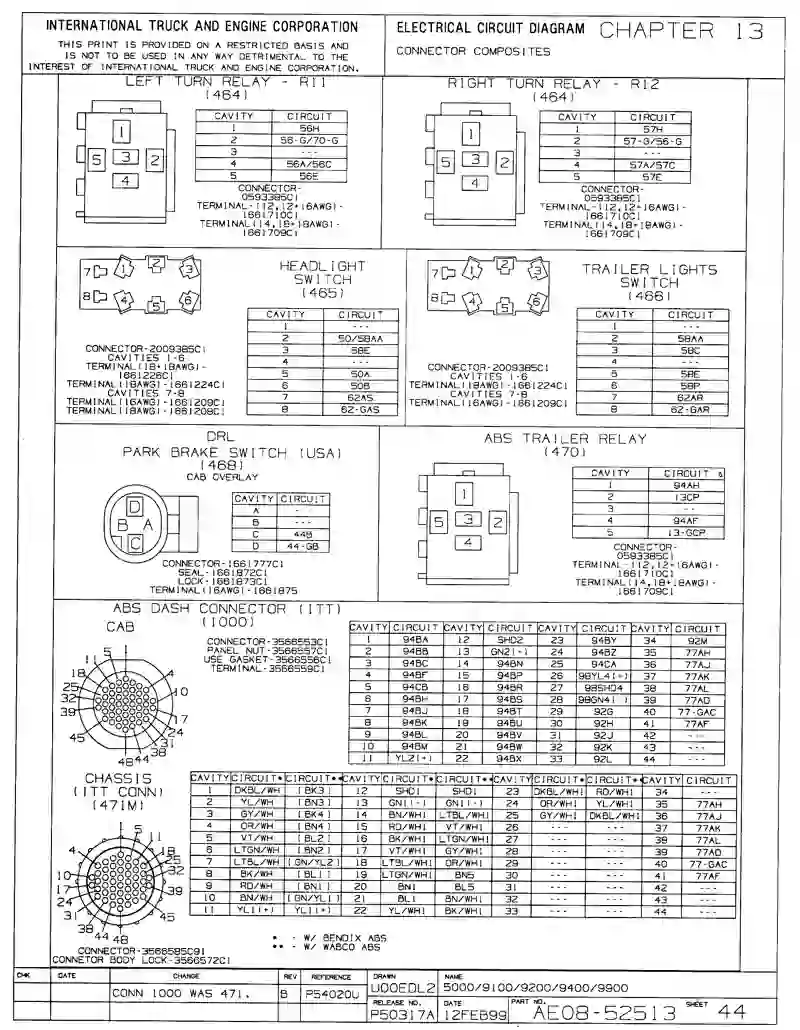 INTERNATIONAL TRUCK AND ENGINE CORPORATION
THIS PRINT IS PROVIDED ON A RESTRICTED BASIS AND
IS NOT TO BE USED IN ANY WAY DETRIMENTAL TO THE
INTEREST OF INTERNATIONAL TRUCK AND ENGINE CORPORATION.
ELECTRICAL CIRCUIT DIAGRAM CHAPTER 13
CONNECTOR COMPOSITES
LEFT TURN RELAY - R11
(464)
1
5 3 2
4
CAVITY CIRCUIT
1 56H
2 56-G/70-G
3 ---
4 56A/56C
5 56E
CONNECTOR-
0593385C1
TERMINAL-(12,12+16AWG)-
1661710C1
TERMINAL(14,18+18AWG)-
1661709C1
RIGHT TURN RELAY - R12
(464)
1
5 3 2
4
CAVITY CIRCUIT
1 57H
2 57-G/56-G
3 ---
4 57A/57C
5 57E
CONNECTOR-
0593385C1
TERMINAL-(12,12+16AWG)-
1661710C1
TERMINAL(14,18+18AWG)-
1661709C1
7 1 2 3
8 4 5 6
HEADLIGHT
SWITCH
(465)
CAVITY CIRCUIT
1 ---
2 50/58AA
3 58E
4 ---
5 50A
6 50B
7 62AS
8 62-GAS
CONNECTOR-2009385C1
CAVITIES 1-6
TERMINAL(18+18AWG)-
1661226C1
TERMINAL(18AWG)-1661224C1
CAVITIES 7-8
TERMINAL(16AWG)-1661209C1
TERMINAL(18AWG)-1661208C1
7 1 2 3
8 4 5 6
TRAILER LIGHTS
SWITCH
(466)
CAVITY CIRCUIT
1 ---
2 58AA
3 58C
4 ---
5 58E
6 58P
7 62AR
8 62-GAR
CONNECTOR-2009385C1
CAVITIES 1-6
TERMINAL(18AWG)-1661224C1
CAVITIES 7-8
TERMINAL(16AWG)-1661209C1
DRL
PARK BRAKE SWITCH (USA)
(468)
CAB OVERLAY
D
B A
C
CAVITY CIRCUIT
A - -
B ---
C 44B
D 44-GB
CONNECTOR-1661777C1
SEAL-1661872C1
LOCK-1661873C1
TERMINAL(16AWG)-1661875
ABS TRAILER RELAY
(470)
1
5 3 2
4
CAVITY CIRCUIT
1 94AH
2 13CP
3 --
4 94AF
5 13-GCP
CONNECTOR-
0593385C1
TERMINAL-(12,12+16AWG)-
1661710C1
TERMINAL(14,18+18AWG)-
1661709C1
ABS DASH CONNECTOR (ITT)
(1000)
CAB
CONNECTOR-3566553C1
PANEL NUT-3566557C1
USE GASKET-3566556C1
TERMINAL-3566559C1
5
11 1
18 4
25
32 10
39
17
45 24
31
38
48 44
CAVITY CIRCUIT CAVITY CIRCUIT CAVITY CIRCUIT CAVITY CIRCUIT
1 94BA 12 SHD2 23 94BY 34 92M
2 94BB 13 GN2(-) 24 94BZ 35 77AH
3 94BC 14 94BN 25 94CA 36 77AJ
4 94BF 15 94BP 26 98YL4(+) 37 77AK
5 94CB 16 94BR 27 98SHD4 38 77AL
6 94BH 17 94BS 28 98GN4( ) 39 77AD
7 94BJ 18 94BT 29 92G 40 77-GAC
8 94BK 19 94BU 30 92H 41 77AF
9 94BL 20 94BV 31 92J 42 ---
10 94BM 21 94BW 32 92K 43 ---
11 YL2(+) 22 94BX 33 92L 44 ---
CHASSIS
(ITT CONN)
(471M)
5
1 11
4 18
25
10 32
17 39
24
31 45
38
44 48
CONNECTOR-3566585C91
CONNETOR BODY LOCK-3566572C1
CAVITY CIRCUIT* CIRCUIT** CAVITY CIRCUIT* CIRCUIT** CAVITY CIRCUIT* CIRCUIT** CAVITY CIRCUIT
1 DKBL/WH (BK3) 12 SHD1 SHD1 23 DKBL/WH1 RD/WH1 34 ---
2 YL/WH (BN3) 13 GN1(-) GN1(-) 24 OR/WH1 YL/WH1 35 77AH
3 GY/WH (BK4) 14 BN/WH1 LTBL/WH1 25 GY/WH1 DKBL/WH1 36 77AJ
4 OR/WH (BN4) 15 RD/WH1 VT/WH1 26 --- --- 37 77AK
5 VT/WH (BL2) 16 BK/WH1 LTGN/WH1 27 --- --- 38 77AL
6 LTGN/WH (BN2) 17 VT/WH1 GY/WH1 28 --- --- 39 77AD
7 LTBL/WH (GN/YL2) 18 LTBL/WH1 OR/WH1 29 --- --- 40 77-GAC
8 BK/WH (BL1) 19 LTGN/WH1 BN5 30 --- --- 41 77AF
9 RD/WH (BN1) 20 BN1 BL5 31 --- --- 42 ---
10 BN/WH (GN/YL1) 21 BL1 BN/WH1 32 --- --- 43 ---
11 YL1(+) YL1(+) 22 YL/WH1 BK/WH1 33 --- --- 44 ---
* - W/ BENDIX ABS
** - W/ WABCO ABS
CHK DATE CHANGE REV REFERENCE DRAWN NAME
U00EDL2 5000/9100/9200/9400/9900
CONN 1000 WAS 471. B P54020U
RELEASE NO. DATE PART NO. SHEET
P50317A 12FEB99 AE08-52513 44